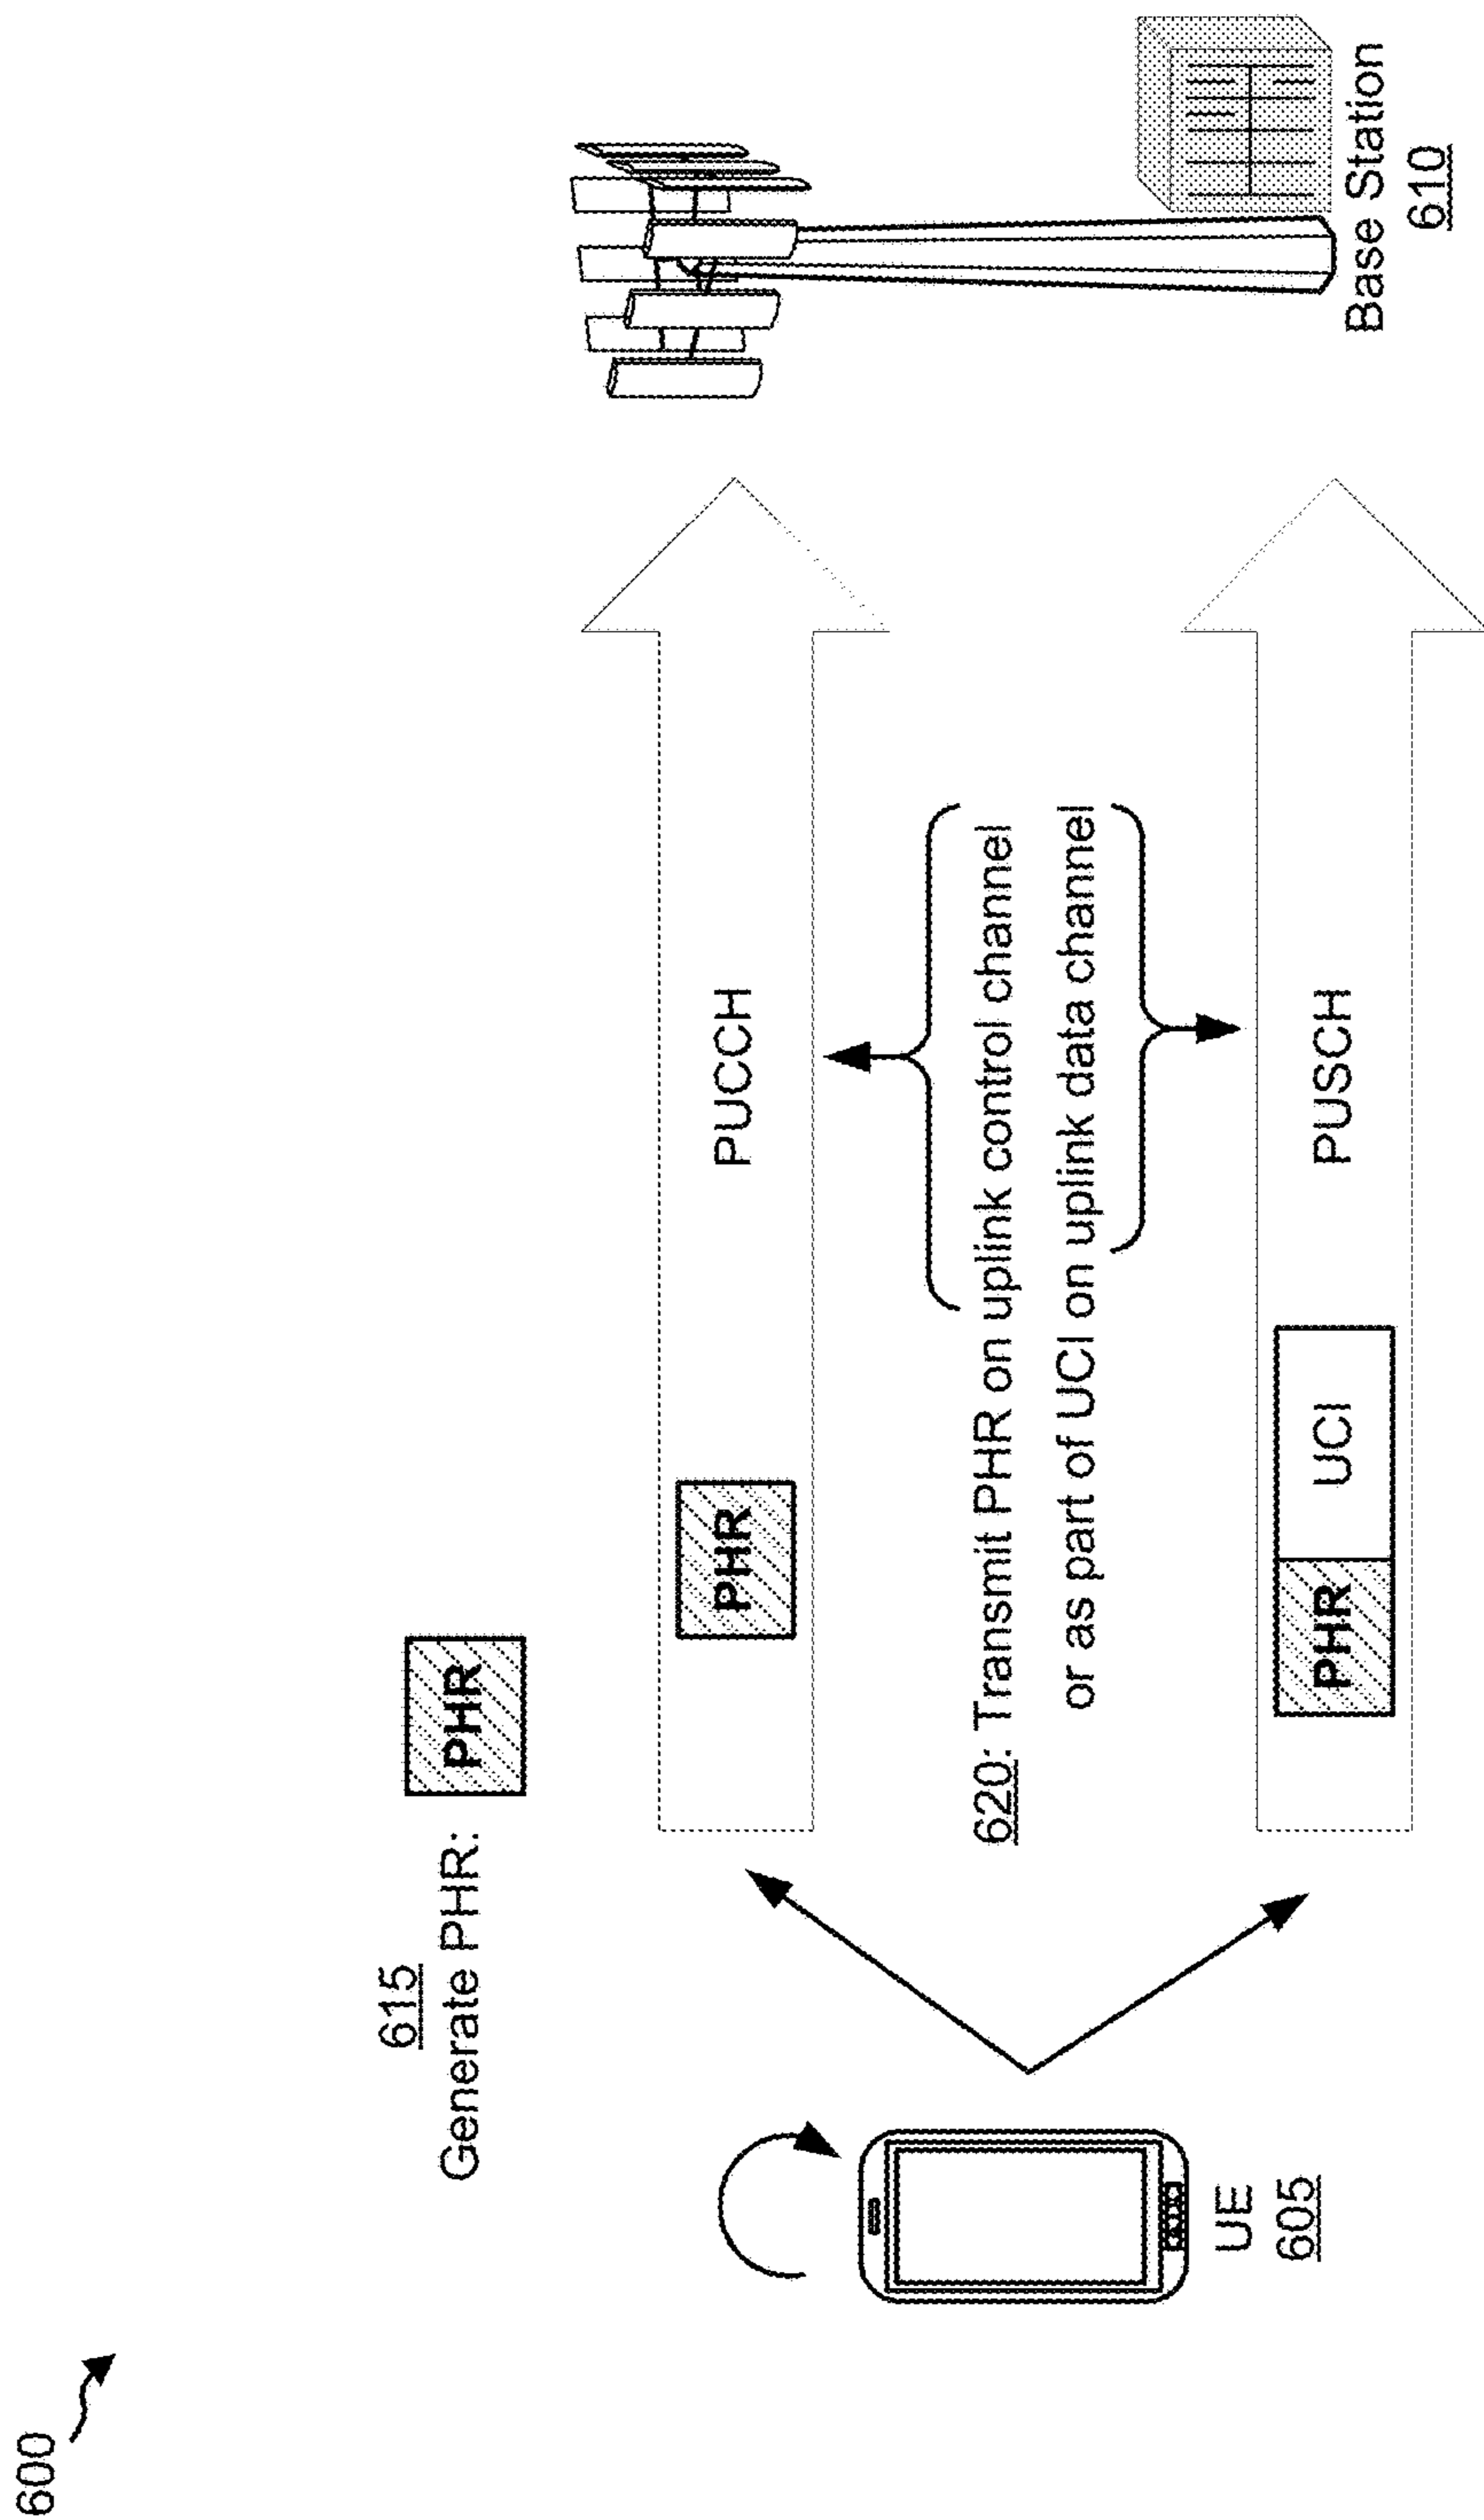 600
615
Generate PHR:
PHR
PHR
PUCCH
620: Transmit PHR on uplink control channel
or as part of UCI on uplink data channel
PHR
UCI
PUSCH
UE
605
Base Station
610